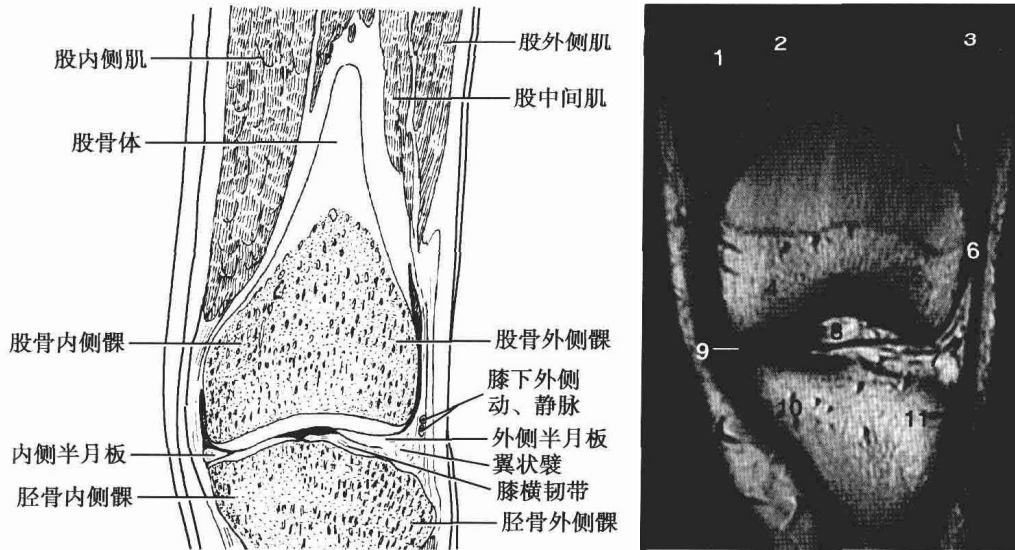 股内侧肌
股外侧肌
股中间肌
股骨体
股骨内侧髁
股骨外侧髁
膝下外侧
动、静脉
内侧半月板
外侧半月板
翼状襞
膝横韧带
胫骨内侧髁
胫骨外侧髁
1
2
3
4
6
8
9
10
11